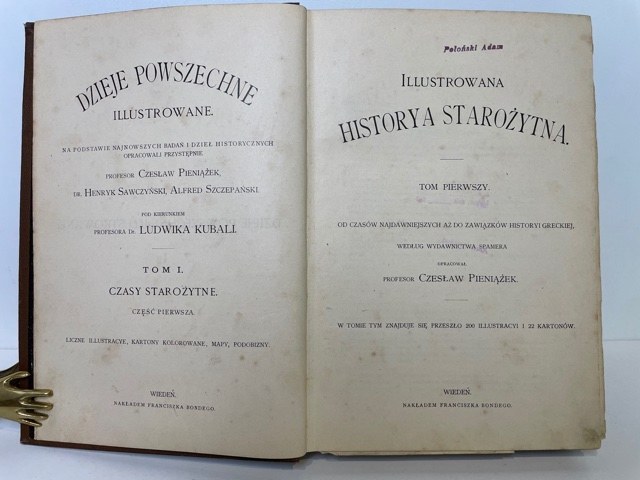 DZIEJE POWSZECHNE
ILLUSTROWANE.
NA PODSTAWIE NAJNOWSZYCH BADAŃ I DZIEŁ HISTORYCZNYCH
OPRACOWALI PRZYSTĘPNIE
PROFESOR CZESŁAW PIENIĄŻEK,
DR. HENRYK SAWCZYŃSKI, ALFRED SZCZEPAŃSKI.
POD KIERUNKIEM
PROFESORA DR. LUDWIKA KUBALI.
TOM I.
CZASY STAROŻYTNE.
CZĘŚĆ PIERWSZA.
LICZNE ILLUSTRACYE, KARTONY KOLOROWANE, MAPY, PODOBIZNY.
WIEDEŃ.
NAKŁADEM FRANCISZKA BONDEGO.
Połoński Adam
ILLUSTROWANA
HISTORYA STAROŻYTNA.
TOM PIERWSZY.
OD CZASÓW NAJDAWNIEJSZYCH AŻ DO ZAWIĄZKÓW HISTORYI GRECKIEJ,
WEDŁUG WYDAWNICTWA SPAMERA
OPRACOWAŁ
PROFESOR CZESŁAW PIENIĄŻEK.
W TOMIE TYM ZNAJDUJE SIĘ PRZESZŁO 200 ILLUSTRACYI I 22 KARTONÓW.
WIEDEŃ.
NAKŁADEM FRANCISZKA BONDEGO.